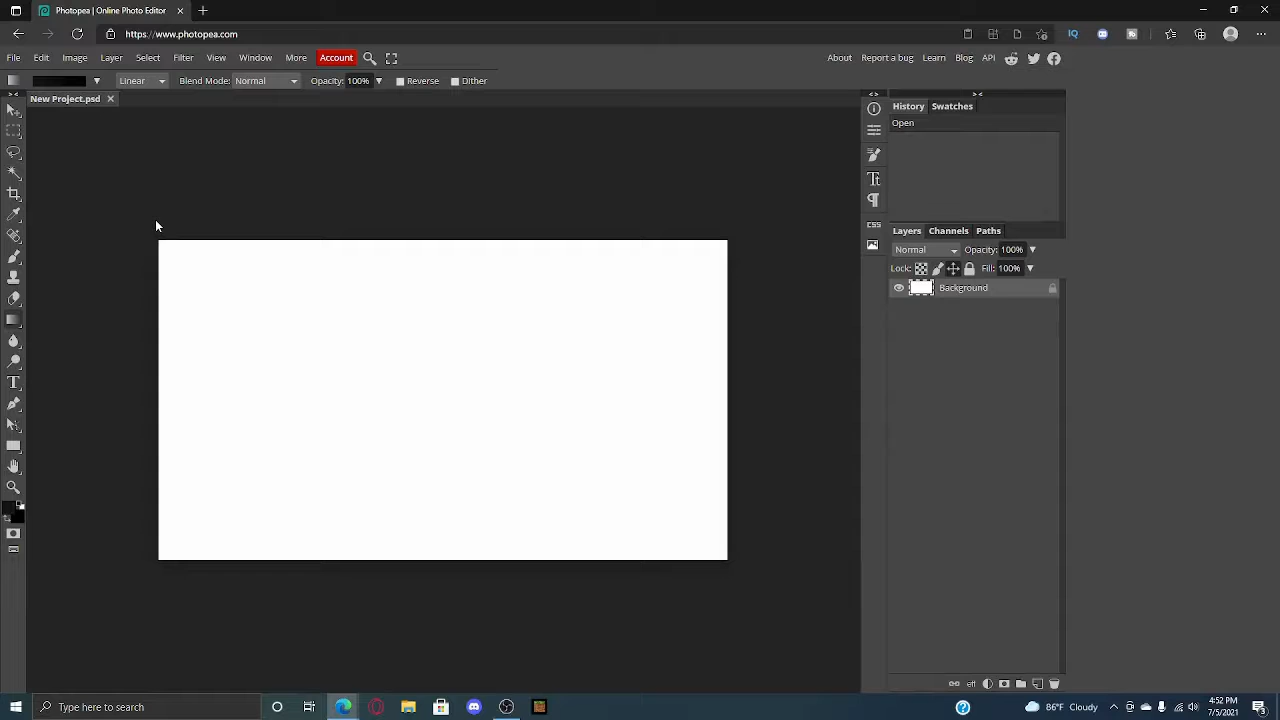 Photopea | Online Photo Editor
https://www.photopea.com
File Edit Image Layer Select Filter View Window More Account About Report a bug Learn Blog API
Linear Blend Mode: Normal Opacity: 100% Reverse Dither
New Project.psd
History Swatches
Open
Layers Channels Paths
Normal Opacity: 100%
Lock: Fill: 100%
Background
CSS
Type here to search
86°F Cloudy
4:52 PM
7/5/2021